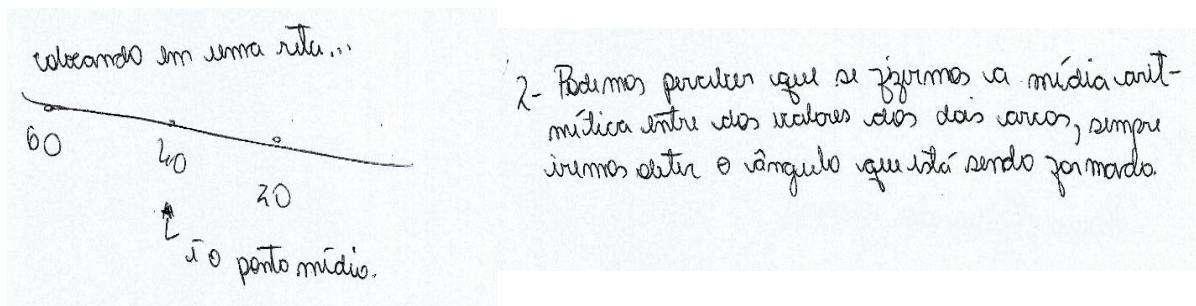 colocando em uma reta...
60
40
20
é o ponto médio.
2- Podemos perceber que se fizermos a média arit-
mética entre dos valores dos dois arcos, sempre
iremos obter o ângulo que está sendo formado.